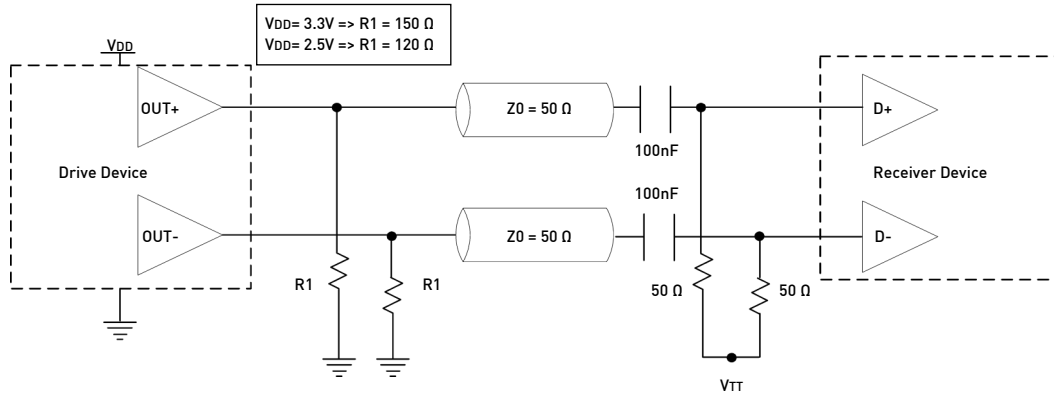 VDD= 3.3V => R1 = 150 Ω
VDD= 2.5V => R1 = 120 Ω
VDD
OUT+
Z0 = 50 Ω
D+
100nF
Drive Device
Receiver Device
100nF
OUT-
Z0 = 50 Ω
D-
R1
R1
50 Ω
50 Ω
VTT